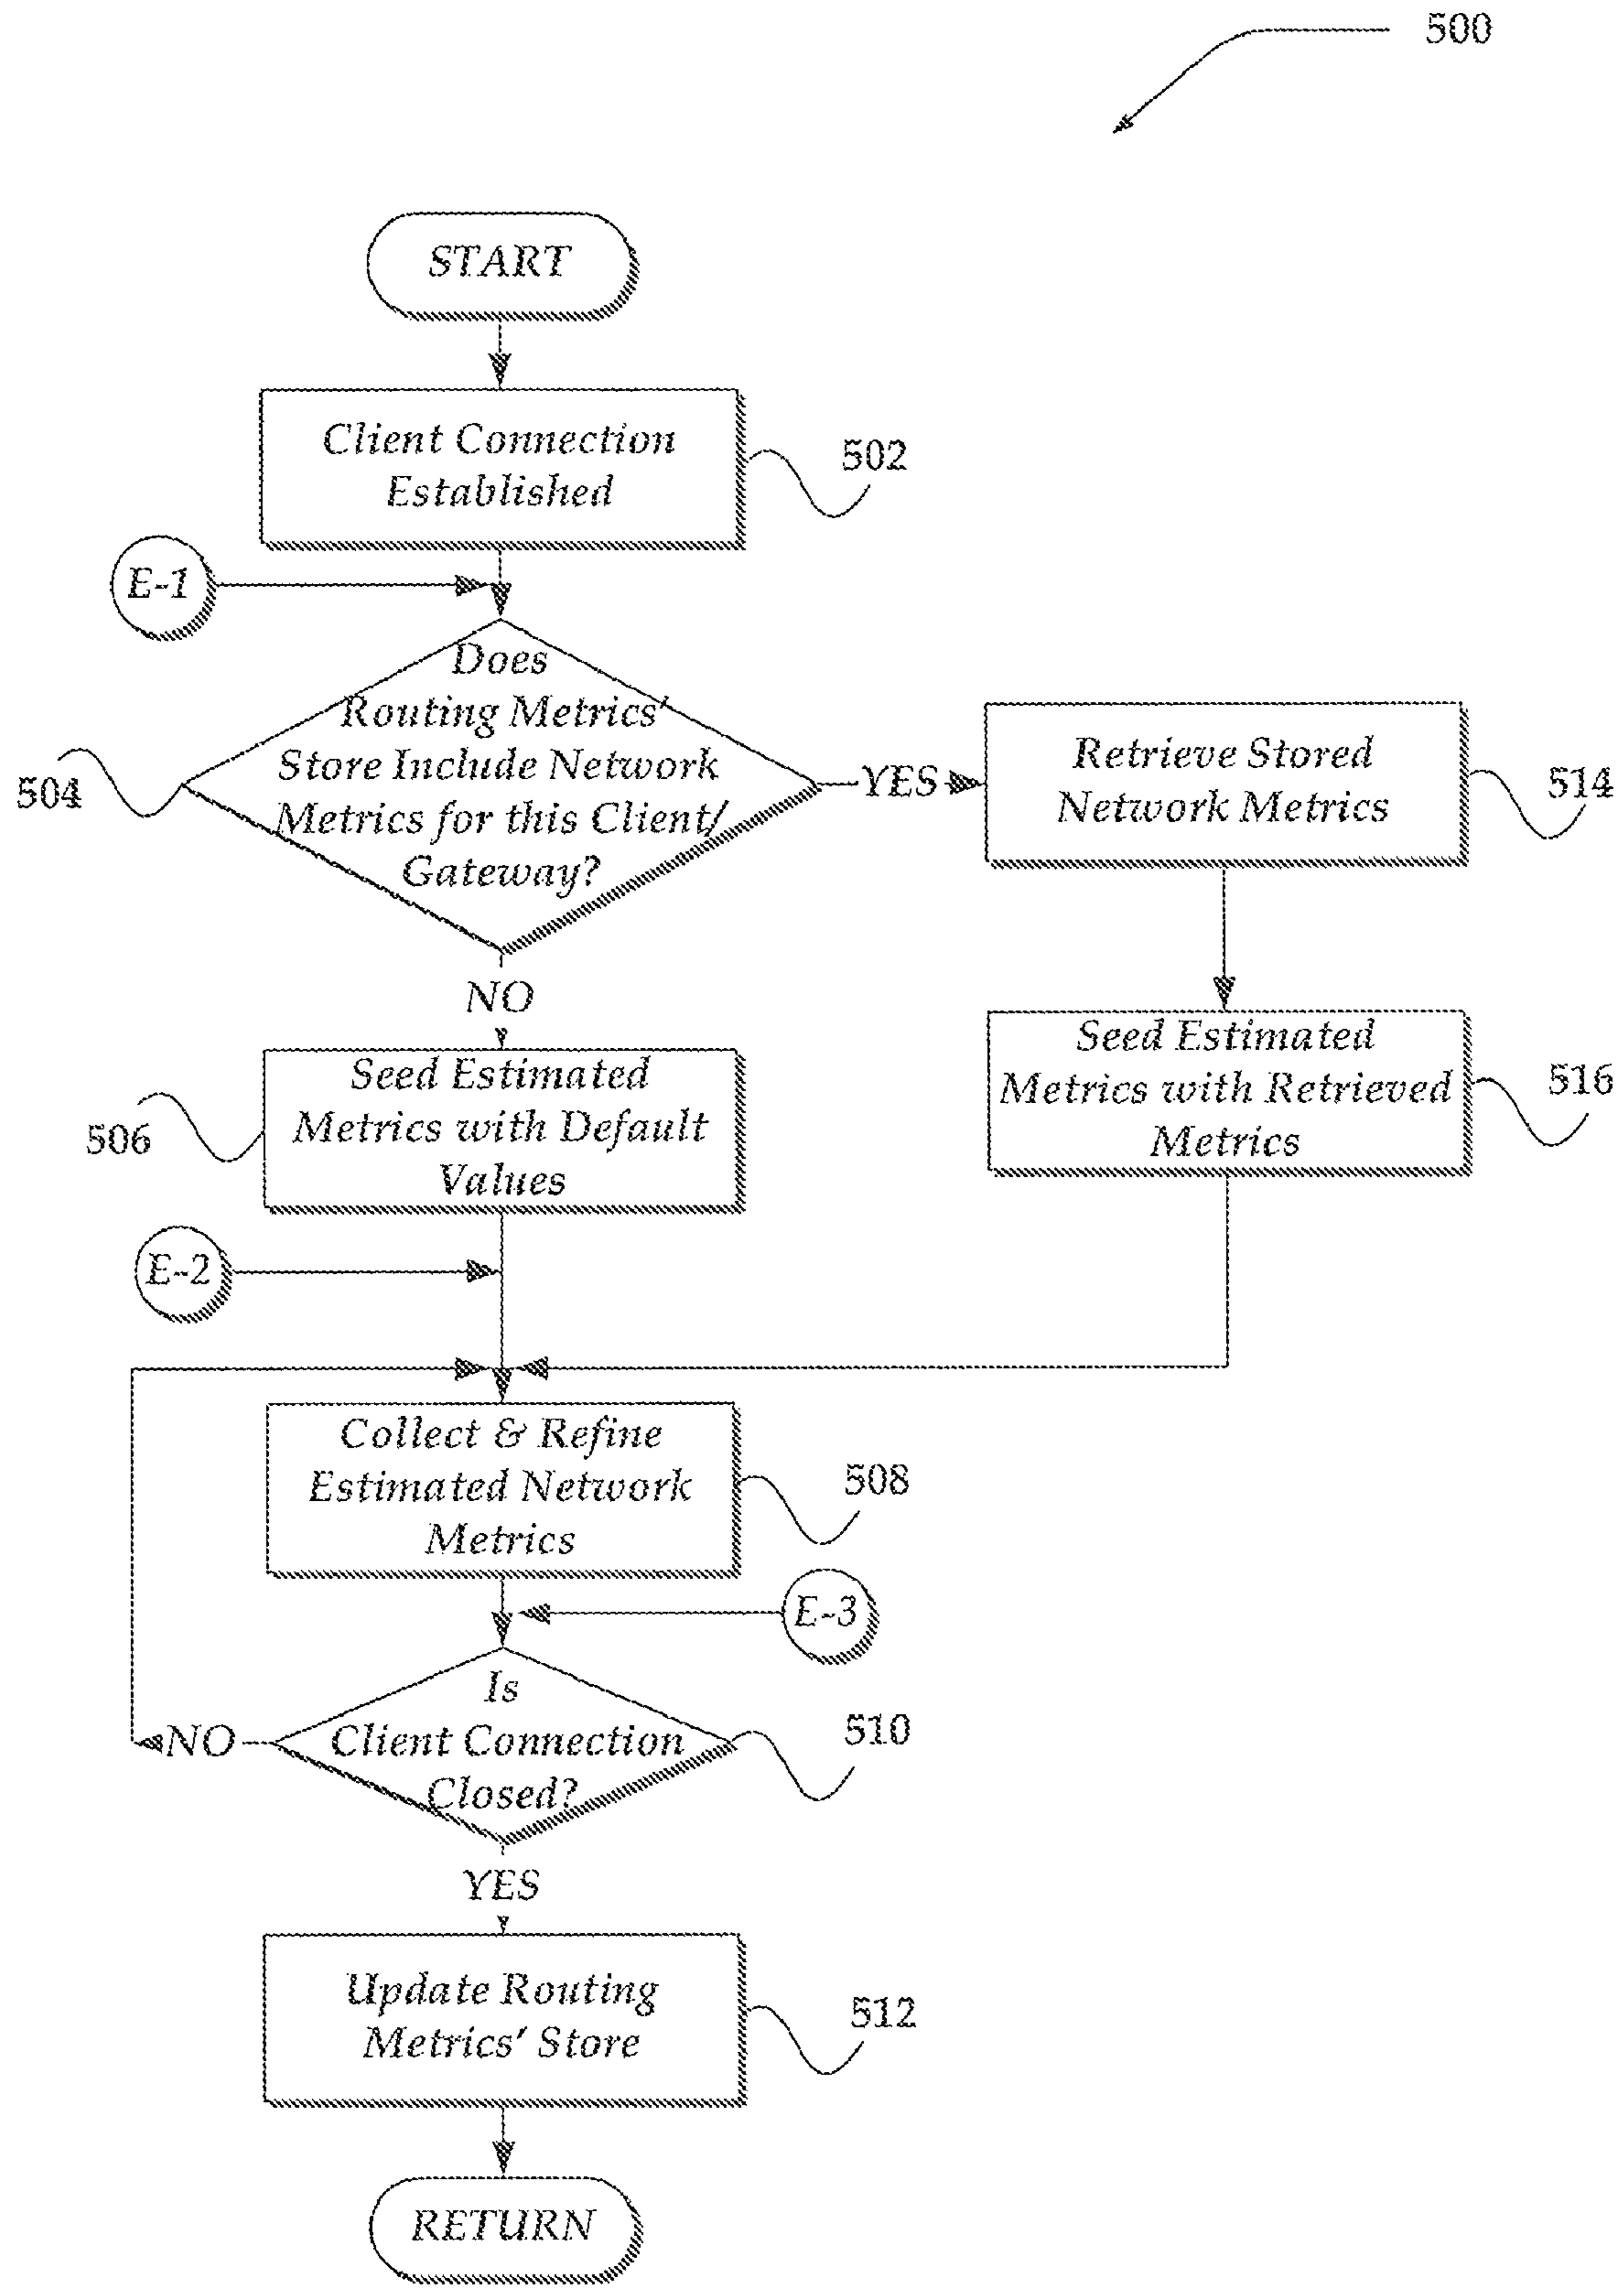 500
START
Client Connection
Established
502
E-1
Does
Routing Metrics'
Store Include Network
Metrics for this Client/
Gateway?
504
YES
Retrieve Stored
Network Metrics
514
NO
Seed Estimated
Metrics with Default
Values
506
Seed Estimated
Metrics with Retrieved
Metrics
516
E-2
Collect & Refine
Estimated Network
Metrics
508
E-3
Is
Client Connection
Closed?
510
NO
YES
Update Routing
Metrics' Store
512
RETURN